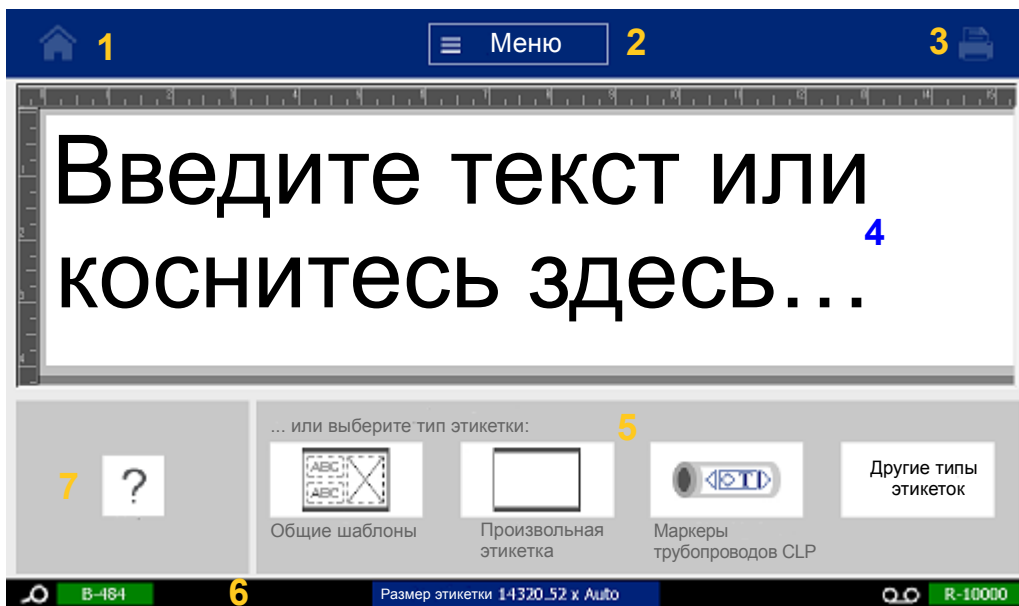 1
Меню
2
3
Введите текст или
коснитесь здесь...
4
... или выберите тип этикетки:
5
7
?
ABC
ABC
Общие шаблоны
Произвольная
этикетка
Маркеры
трубопроводов CLP
Другие типы
этикеток
B-484
6
Размер этикетки 14320.52 x Auto
R-10000